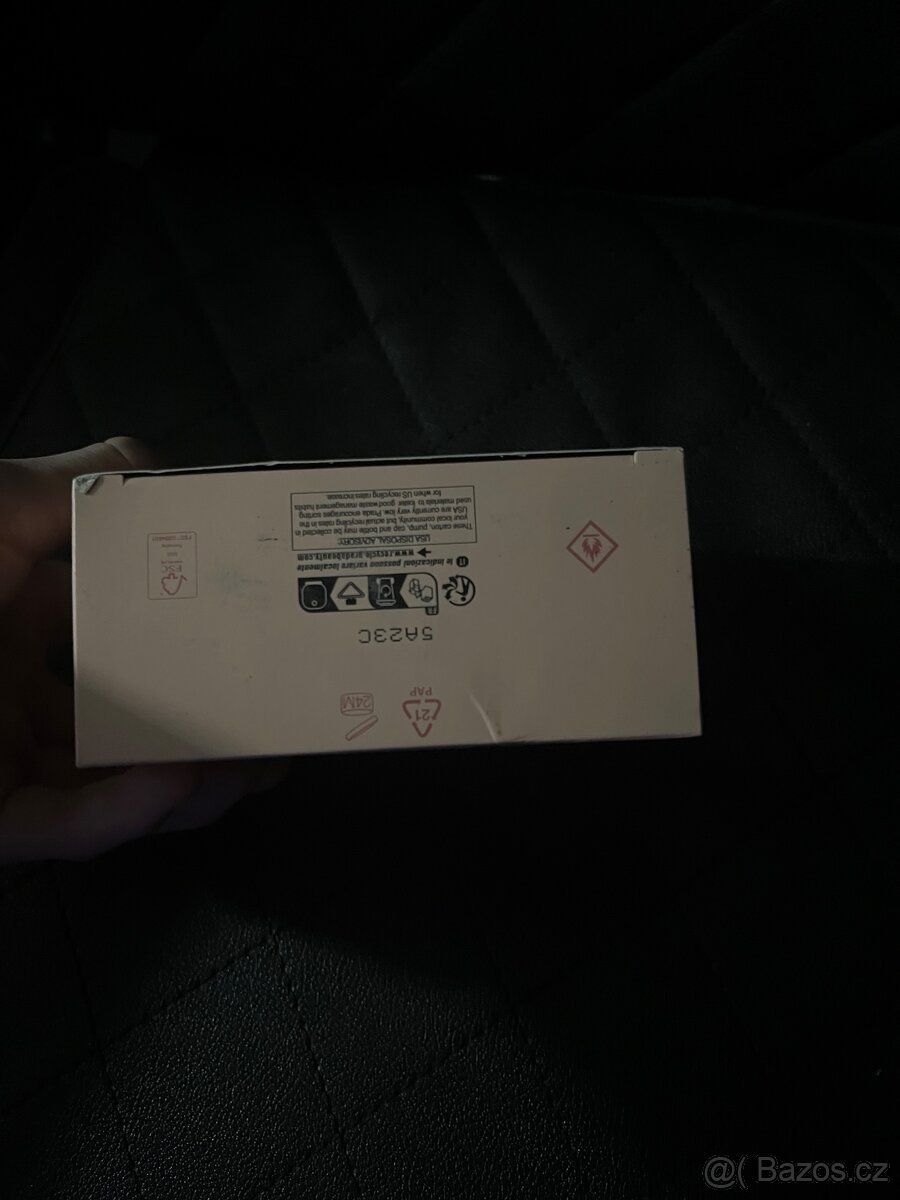 21
PAP
24M
5A23C
FR
IT le indicazioni possono variare localmente
www.recycle.pradabeauty.com
USA DISPOSAL ADVISORY:
These carton, pump, cap and bottle may be collected in
your local community, but actual recycling rates in the
USA are currently very low. Prada encourages sorting
used materials to foster good waste management habits
for when US recycling rates increase.
FSC
MIX
@( Bazos.cz